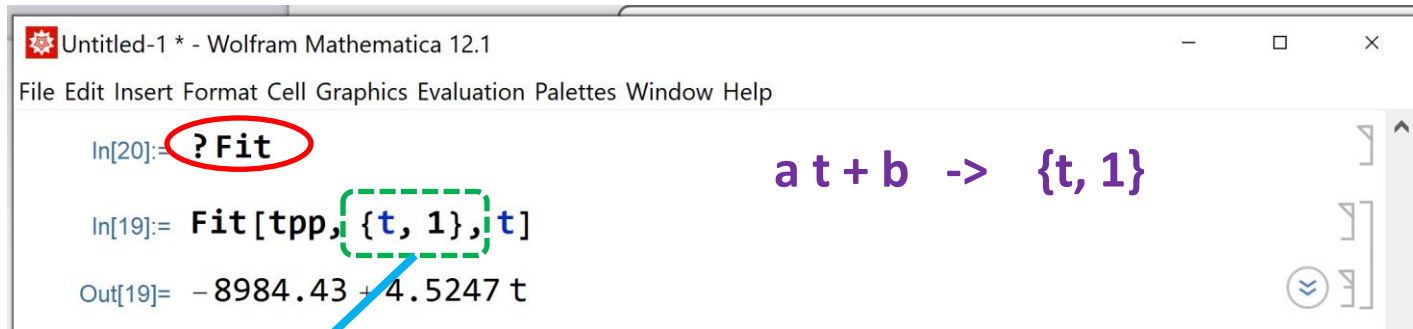 Untitled-1 * - Wolfram Mathematica 12.1
File Edit Insert Format Cell Graphics Evaluation Palettes Window Help
In[20]:= ? Fit
a t + b -> {t, 1}
In[19]:= Fit[tpp, {t, 1}, t]
Out[19]= -8984.43 + 4.5247 t